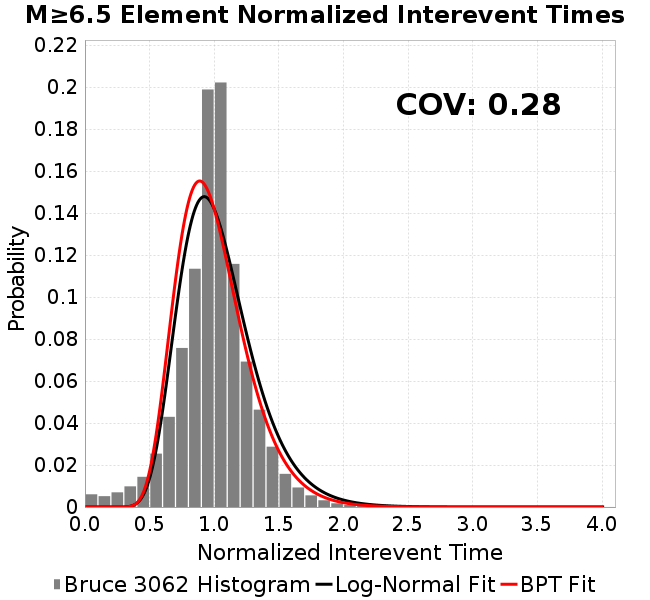 M≥6.5 Element Normalized Interevent Times
COV: 0.28
Probability
0.22
0.2
0.18
0.16
0.14
0.12
0.1
0.08
0.06
0.04
0.02
0
0.0 0.5 1.0 1.5 2.0 2.5 3.0 3.5 4.0
Normalized Interevent Time
Bruce 3062 Histogram Log-Normal Fit BPT Fit